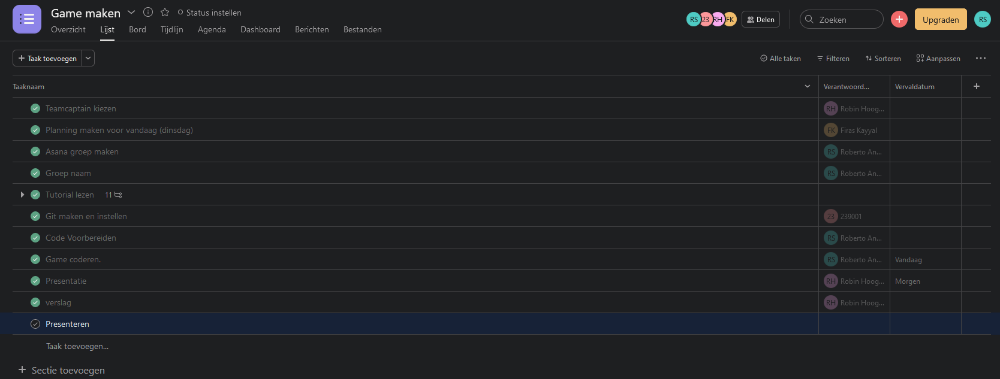 Game maken Status instellen
Overzicht Lijst Bord Tijdlijn Agenda Dashboard Berichten Bestanden
RS 23 RH FK Delen Zoeken Upgraden RS
Taak toevoegen Alle taken Filteren Sorteren Aanpassen
Taaknaam Verantwoord... Vervaldatum
Teamcaptain kiezen RH Robin Hoog...
Planning maken voor vandaag (dinsdag) FK Firas Kayyal
Asana groep maken RS Roberto An...
Groep naam RS Roberto An...
Tutorial lezen 11
Git maken en instellen 23 239001
Code Voorbereiden RS Roberto An...
Game coderen. RS Roberto An... Vandaag
Presentatie RH Robin Hoog... Morgen
verslag RH Robin Hoog...
Presenteren
Taak toevoegen...
Sectie toevoegen